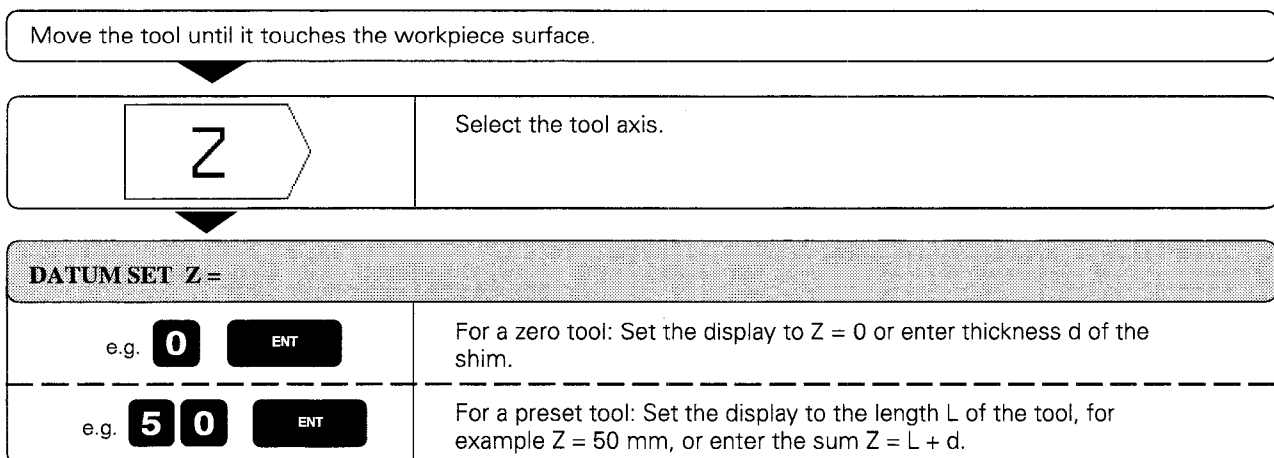 Move the tool until it touches the workpiece surface.
Z
Select the tool axis.
DATUM SET Z =
e.g. 0 ENT
For a zero tool: Set the display to Z = 0 or enter thickness d of the
shim.
e.g. 5 0 ENT
For a preset tool: Set the display to the length L of the tool, for
example Z = 50 mm, or enter the sum Z = L + d.